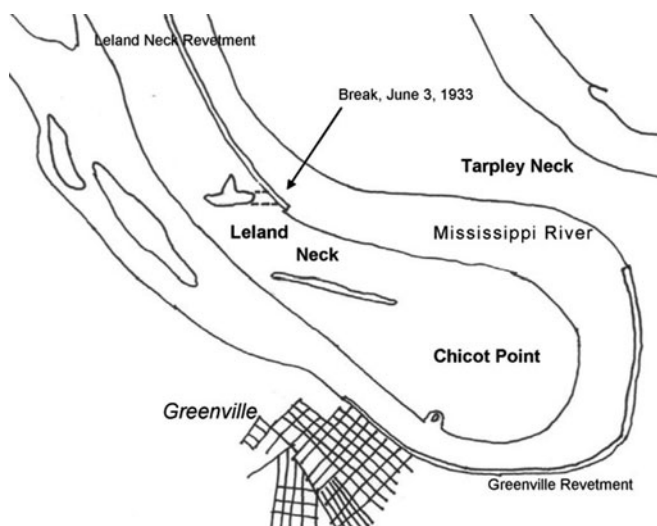 Leland Neck Revetment
Break, June 3, 1933
Tarpley Neck
Leland
Neck
Mississippi River
Chicot Point
Greenville
Greenville Revetment